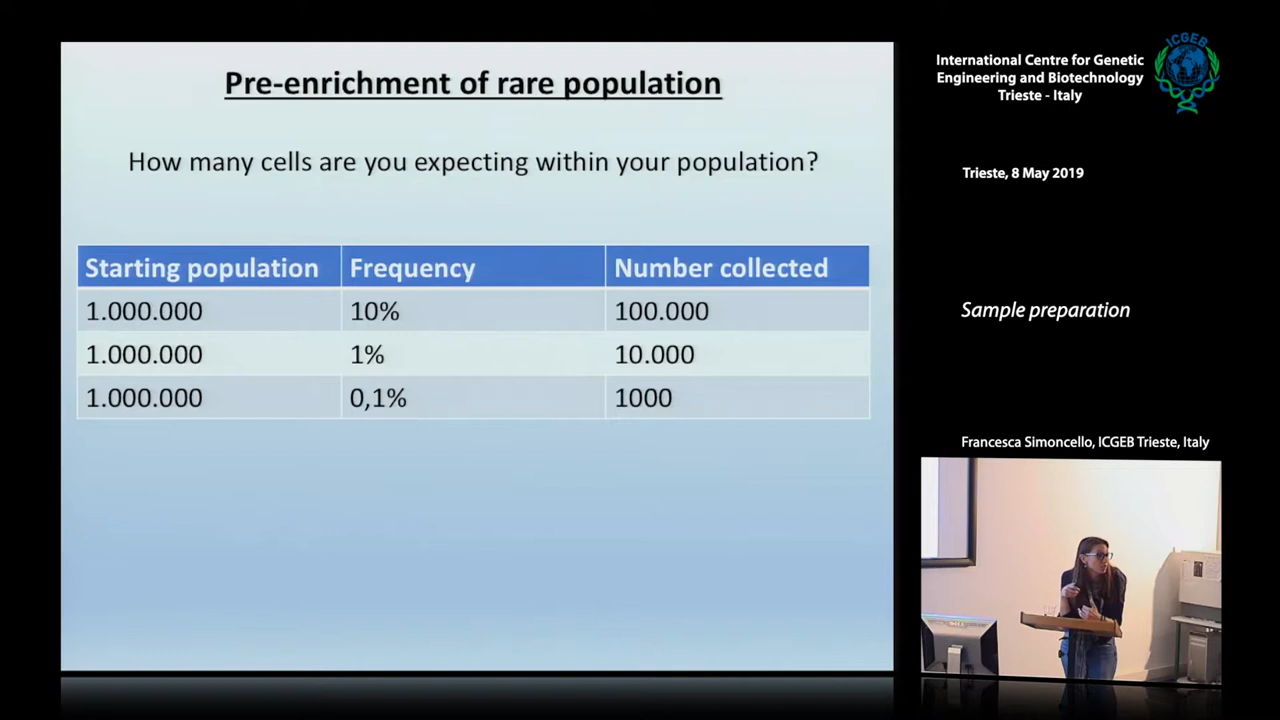 Pre-enrichment of rare population
How many cells are you expecting within your population?
Starting population Frequency Number collected
1.000.000 10% 100.000
1.000.000 1% 10.000
1.000.000 0,1% 1000
International Centre for Genetic
Engineering and Biotechnology
Trieste - Italy
ICGEB
Trieste, 8 May 2019
Sample preparation
Francesca Simoncello, ICGEB Trieste, Italy